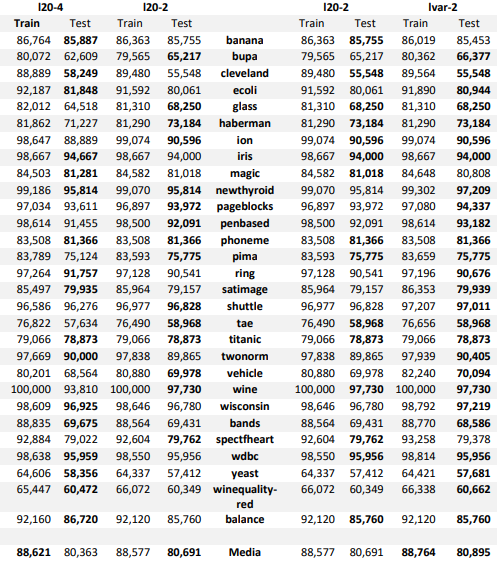 I20-4 I20-2 I20-2 Ivar-2
Train Test Train Test Train Test Train Test
86,764 85,887 86,363 85,755 banana 86,363 85,755 86,019 85,453
80,072 62,609 79,565 65,217 bupa 79,565 65,217 80,362 66,377
88,889 58,249 89,480 55,548 cleveland 89,480 55,548 89,564 55,548
92,187 81,848 91,592 80,061 ecoli 91,592 80,061 91,890 80,944
82,012 64,518 81,310 68,250 glass 81,310 68,250 81,310 68,250
81,862 71,227 81,290 73,184 haberman 81,290 73,184 81,290 73,184
98,647 88,889 99,074 90,596 ion 99,074 90,596 99,074 90,596
98,667 94,667 98,667 94,000 iris 98,667 94,000 98,667 94,000
84,503 81,281 84,582 81,018 magic 84,582 81,018 84,648 80,808
99,186 95,814 99,070 95,814 newthyroid 99,070 95,814 99,302 97,209
97,034 93,611 96,897 93,972 pageblocks 96,897 93,972 97,080 94,337
98,614 91,455 98,500 92,091 penbased 98,500 92,091 98,614 93,182
83,508 81,366 83,508 81,366 phoneme 83,508 81,366 83,508 81,366
83,789 75,124 83,593 75,775 pima 83,593 75,775 83,659 75,775
97,264 91,757 97,128 90,541 ring 97,128 90,541 97,196 90,676
85,497 79,935 85,964 79,157 satimage 85,964 79,157 86,353 79,939
96,586 96,276 96,977 96,828 shuttle 96,977 96,828 97,207 97,011
76,822 57,634 76,490 58,968 tae 76,490 58,968 76,656 58,968
79,066 78,873 79,066 78,873 titanic 79,066 78,873 79,066 78,873
97,669 90,000 97,838 89,865 twonorm 97,838 89,865 97,939 90,405
80,201 68,564 80,880 69,978 vehicle 80,880 69,978 82,240 70,094
100,000 93,810 100,000 97,730 wine 100,000 97,730 100,000 97,730
98,609 96,925 98,646 96,780 wisconsin 98,646 96,780 98,792 97,219
88,835 69,675 88,564 69,431 bands 88,564 69,431 88,770 68,586
92,884 79,022 92,604 79,762 spectfheart 92,604 79,762 93,258 79,378
98,638 95,959 98,550 95,956 wdbc 98,550 95,956 98,814 95,956
64,606 58,356 64,337 57,412 yeast 64,337 57,412 64,421 57,681
65,447 60,472 66,072 60,349 winequality- 66,072 60,349 66,338 60,662
red
92,160 86,720 92,120 85,760 balance 92,120 85,760 92,120 85,760
88,621 80,363 88,577 80,691 Media 88,577 80,691 88,764 80,895